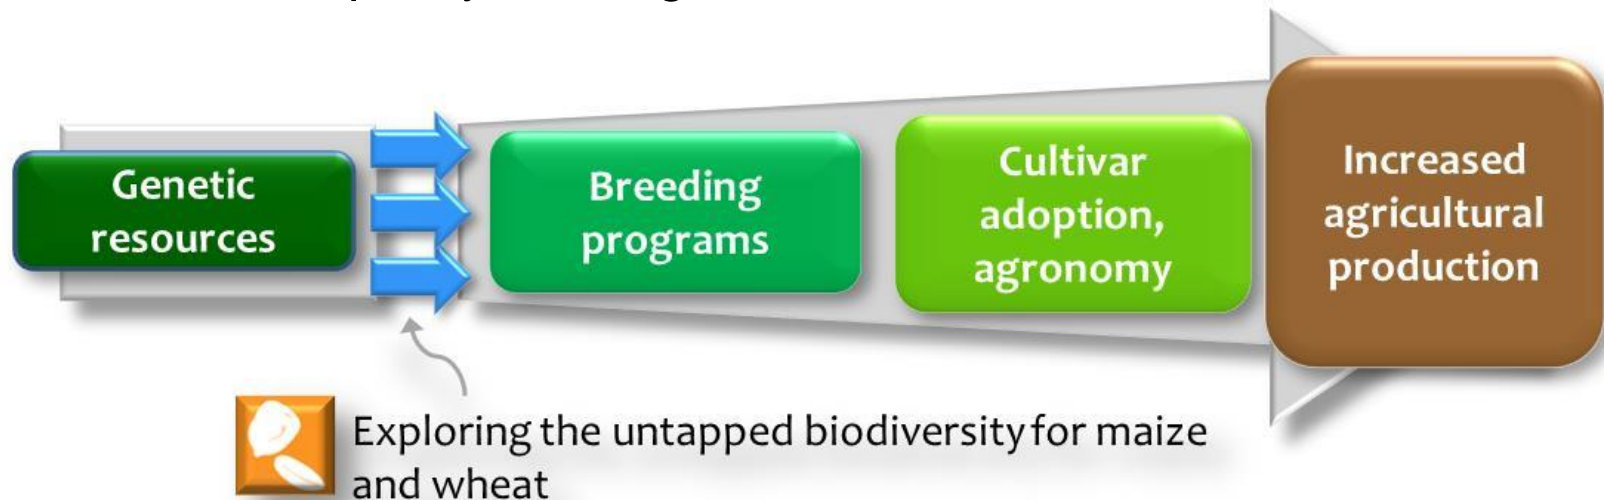 Genetic
resources
Breeding
programs
Cultivar
adoption,
agronomy
Increased
agricultural
production
Exploring the untapped biodiversity for maize
and wheat